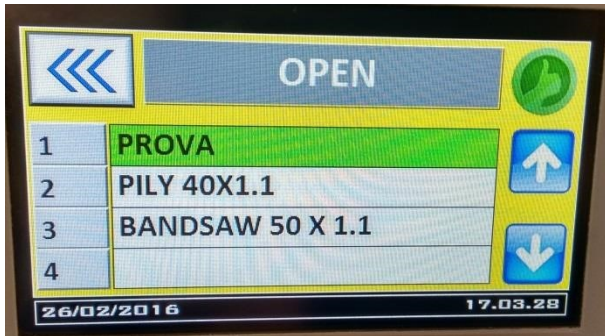 OPEN
1 PROVA
2 PILY 40X1.1
3 BANDSAW 50 X 1.1
4
26/02/2016 17.03.28